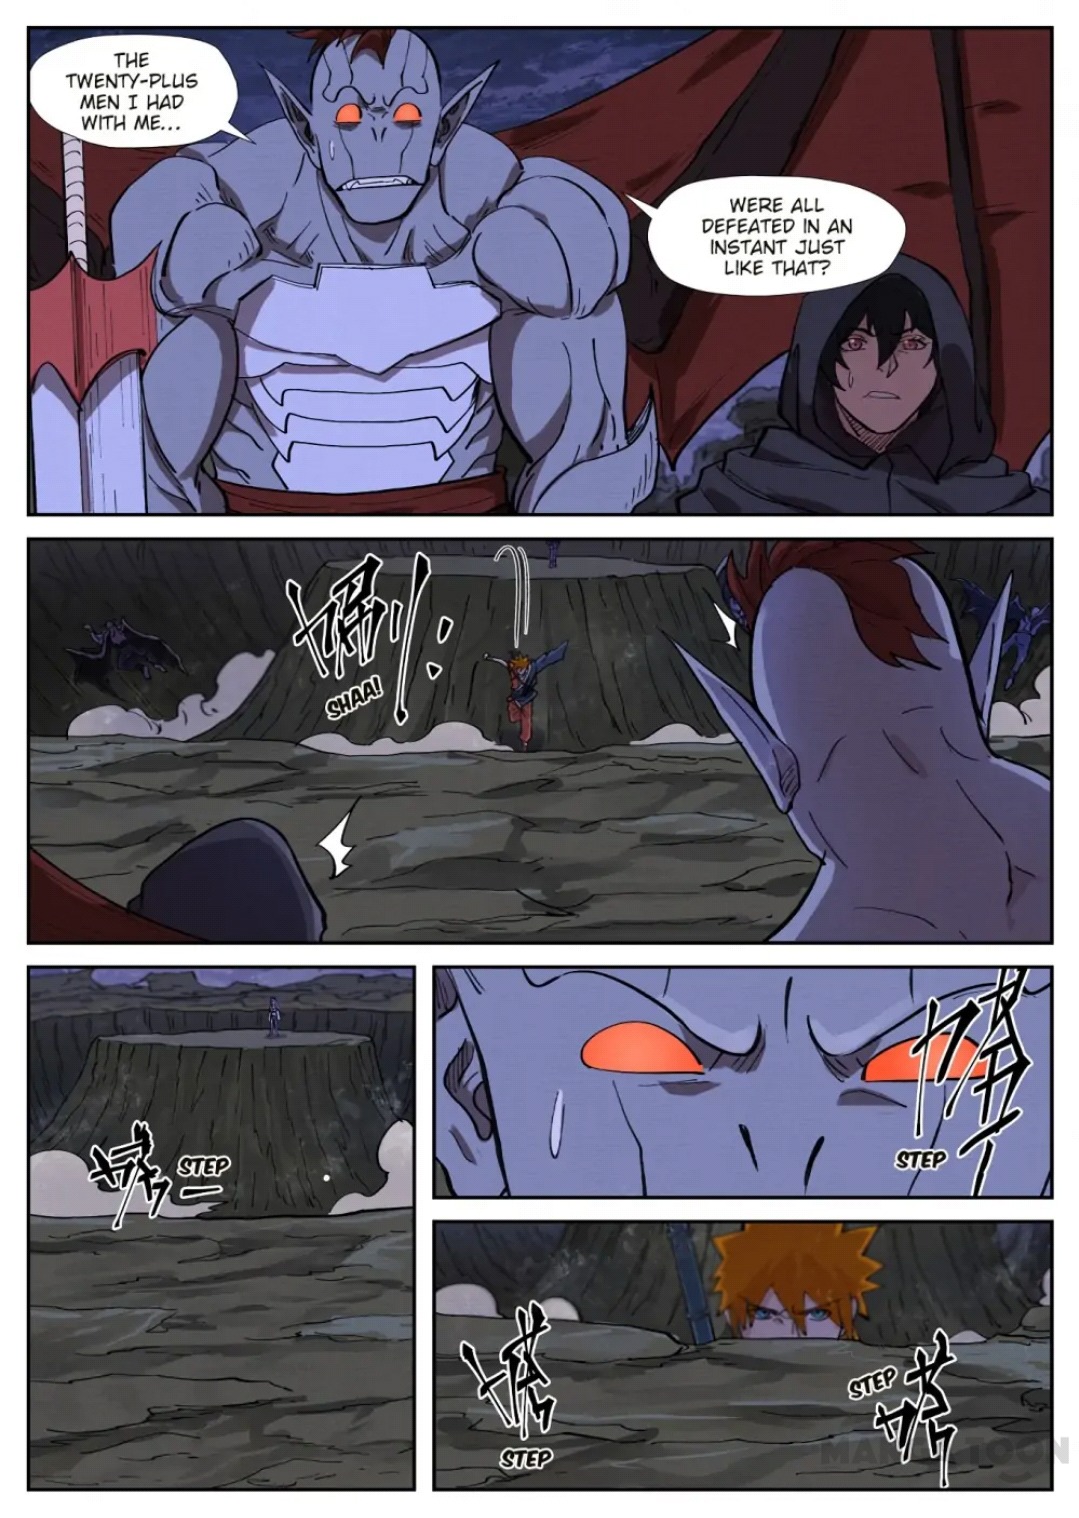 THE
TWENTY-PLUS
MEN I HAD
WITH ME...
WERE ALL
DEFEATED IN AN
INSTANT JUST
LIKE THAT?
SHAA!
STEP
STEP
STEP
STEP